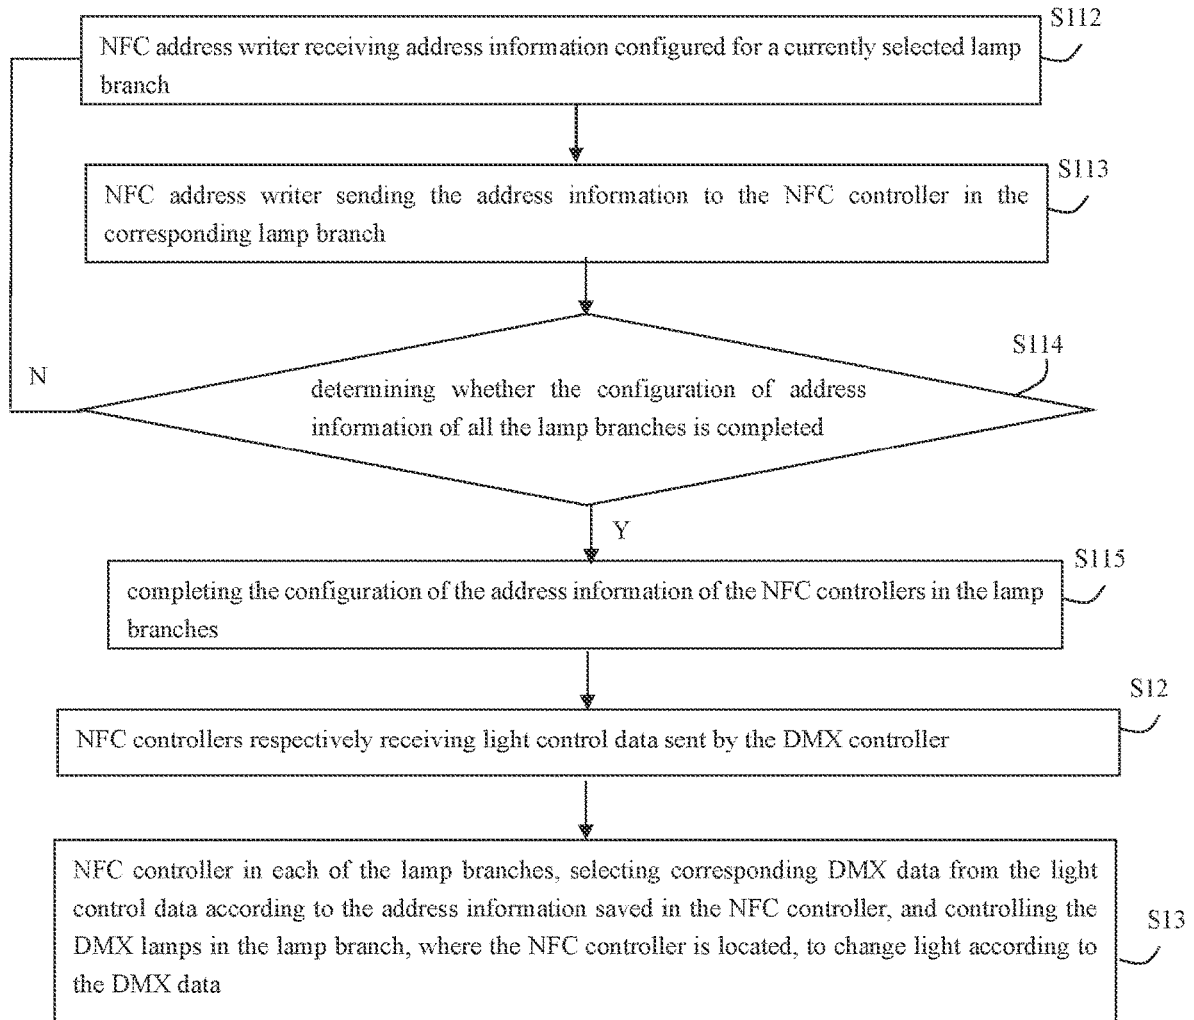 S112
NFC address writer receiving address information configured for a currently selected lamp
branch
S113
NFC address writer sending the address information to the NFC controller in the
corresponding lamp branch
S114
N
determining whether the configuration of address
information of all the lamp branches is completed
Y
S115
completing the configuration of the address information of the NFC controllers in the lamp
branches
S12
NFC controllers respectively receiving light control data sent by the DMX controller
NFC controller in each of the lamp branches, selecting corresponding DMX data from the light
control data according to the address information saved in the NFC controller, and controlling the
DMX lamps in the lamp branch, where the NFC controller is located, to change light according to
the DMX data
S13